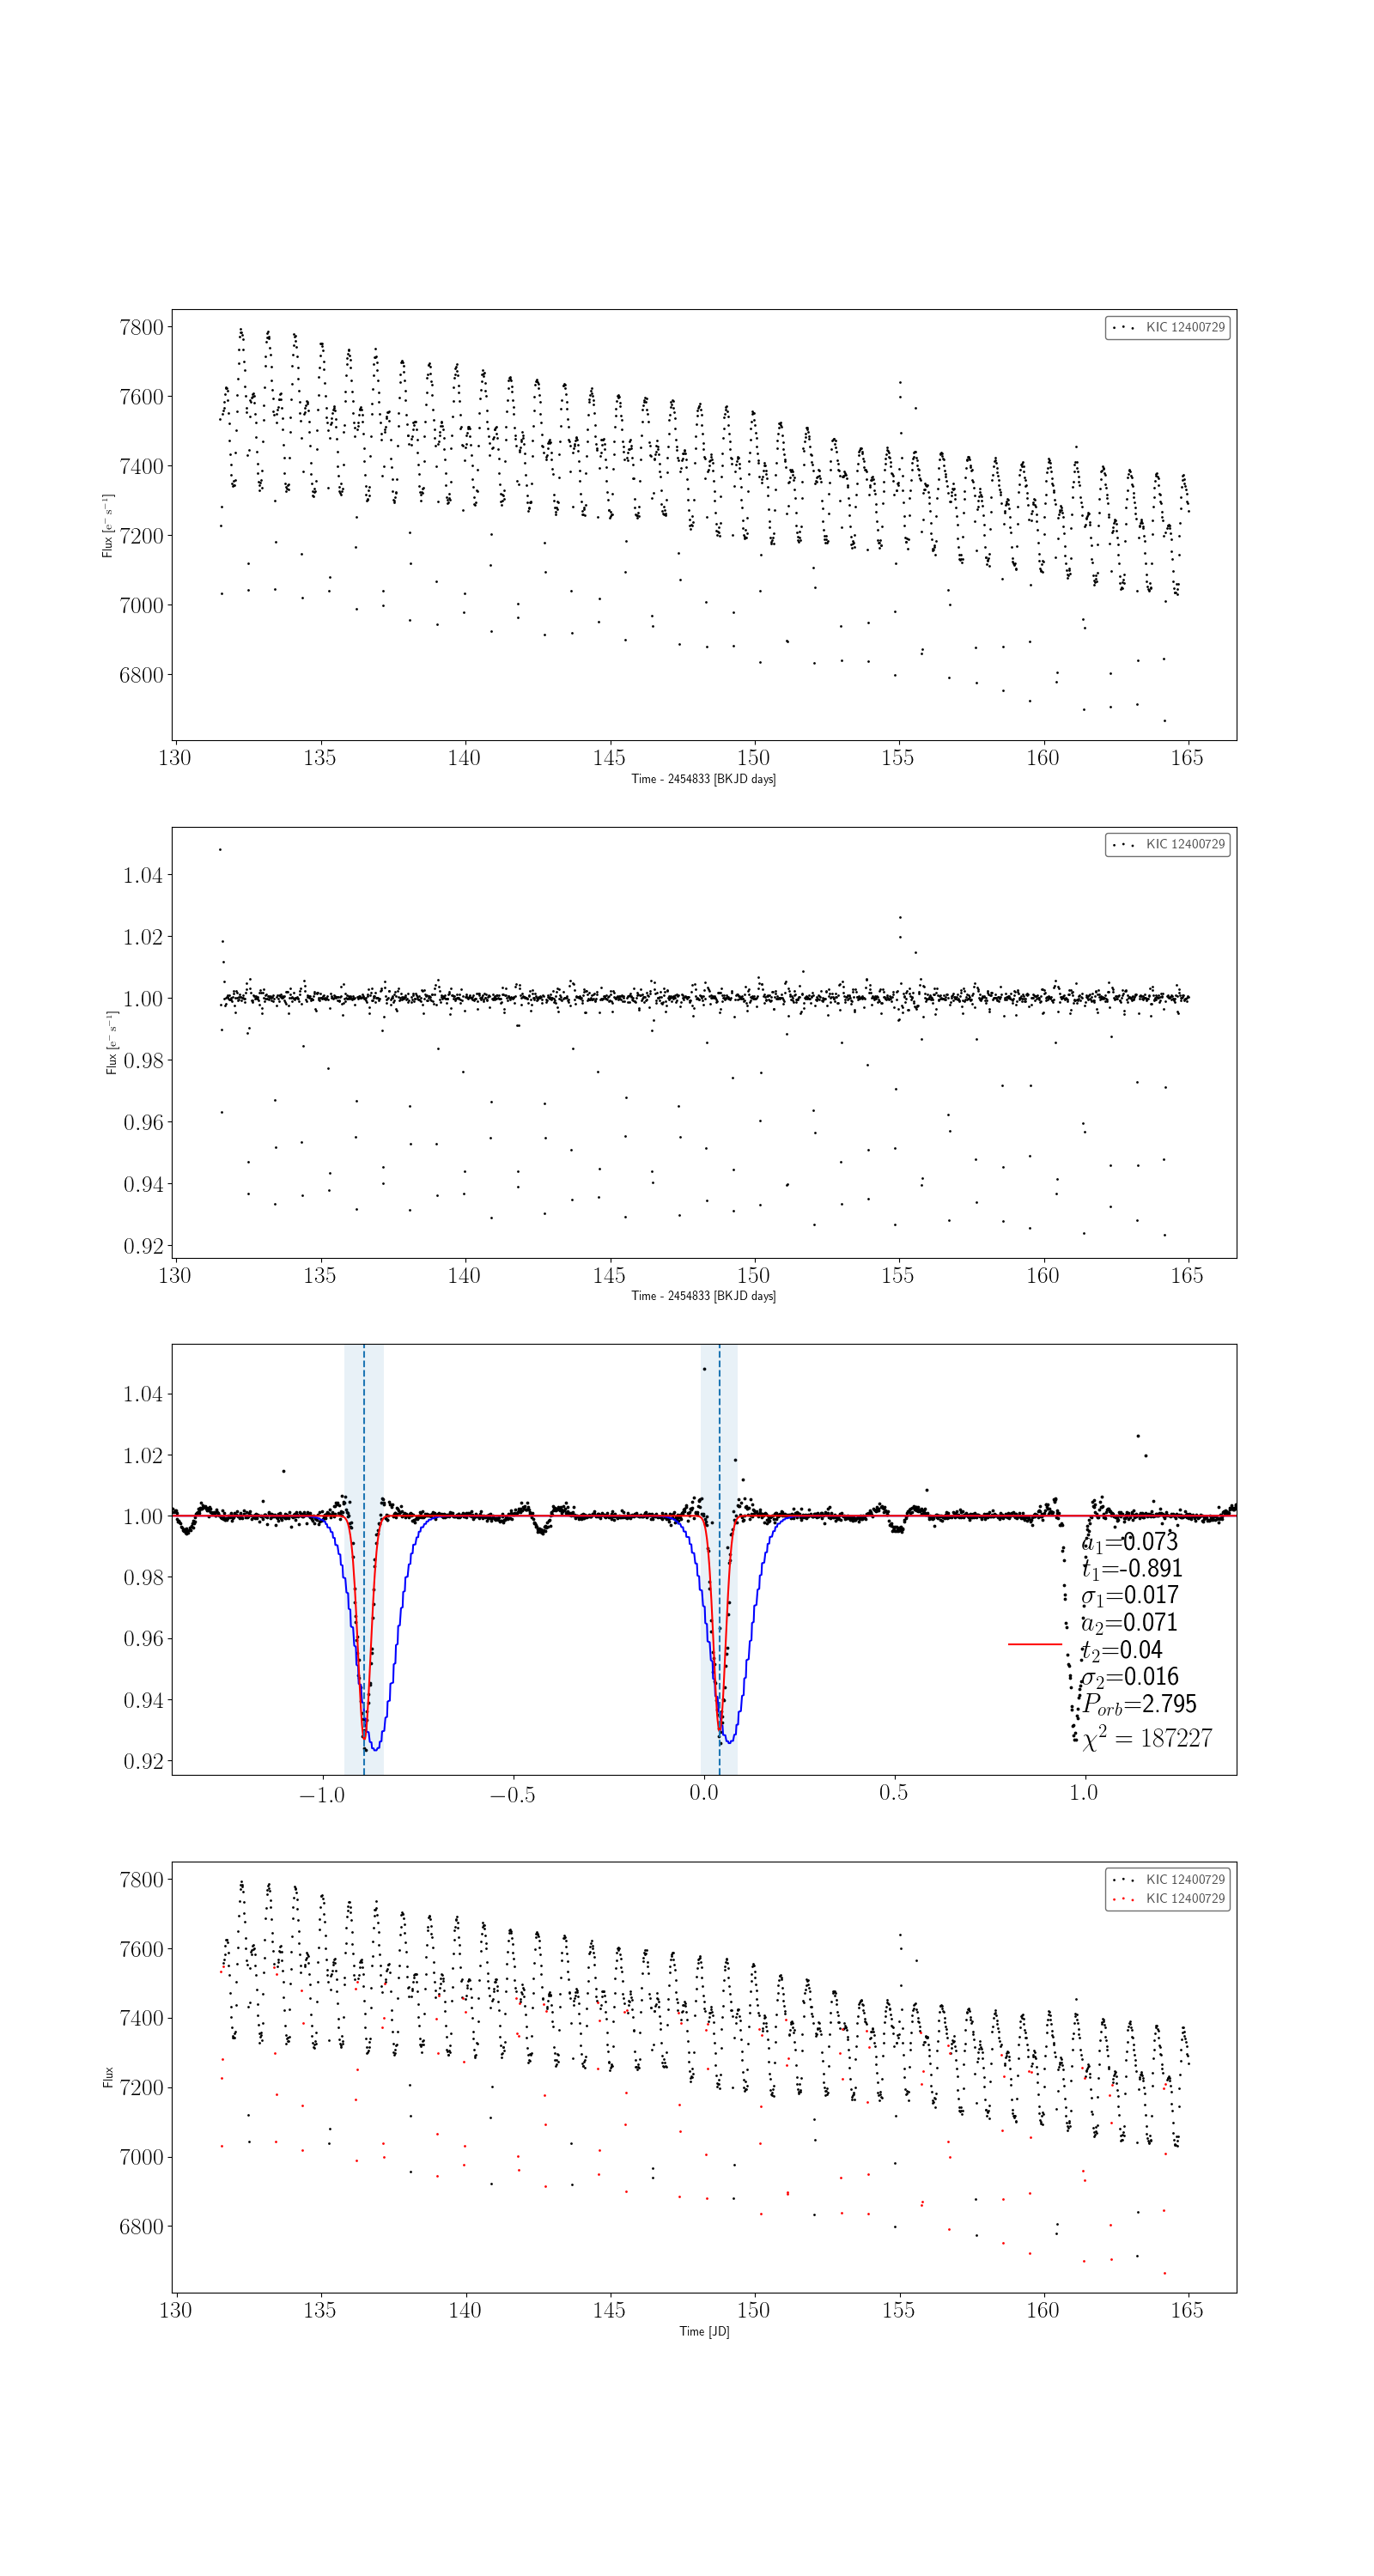 7800
7600
7400
7200
7000
6800
Flux [e⁻ s⁻¹]
KIC 12400729
130 135 140 145 150 155 160 165
Time - 2454833 [BKJD days]
1.04
1.02
1.00
0.98
0.96
0.94
0.92
Flux [e⁻ s⁻¹]
KIC 12400729
130 135 140 145 150 155 160 165
Time - 2454833 [BKJD days]
1.04
1.02
1.00
0.98
0.96
0.94
0.92
a₁=0.073
t₁=-0.891
σ₁=0.017
a₂=0.071
t₂=0.04
σ₂=0.016
P_orb=2.795
χ² = 187227
−1.0 −0.5 0.0 0.5 1.0
7800
7600
7400
7200
7000
6800
Flux
KIC 12400729
KIC 12400729
130 135 140 145 150 155 160 165
Time [JD]